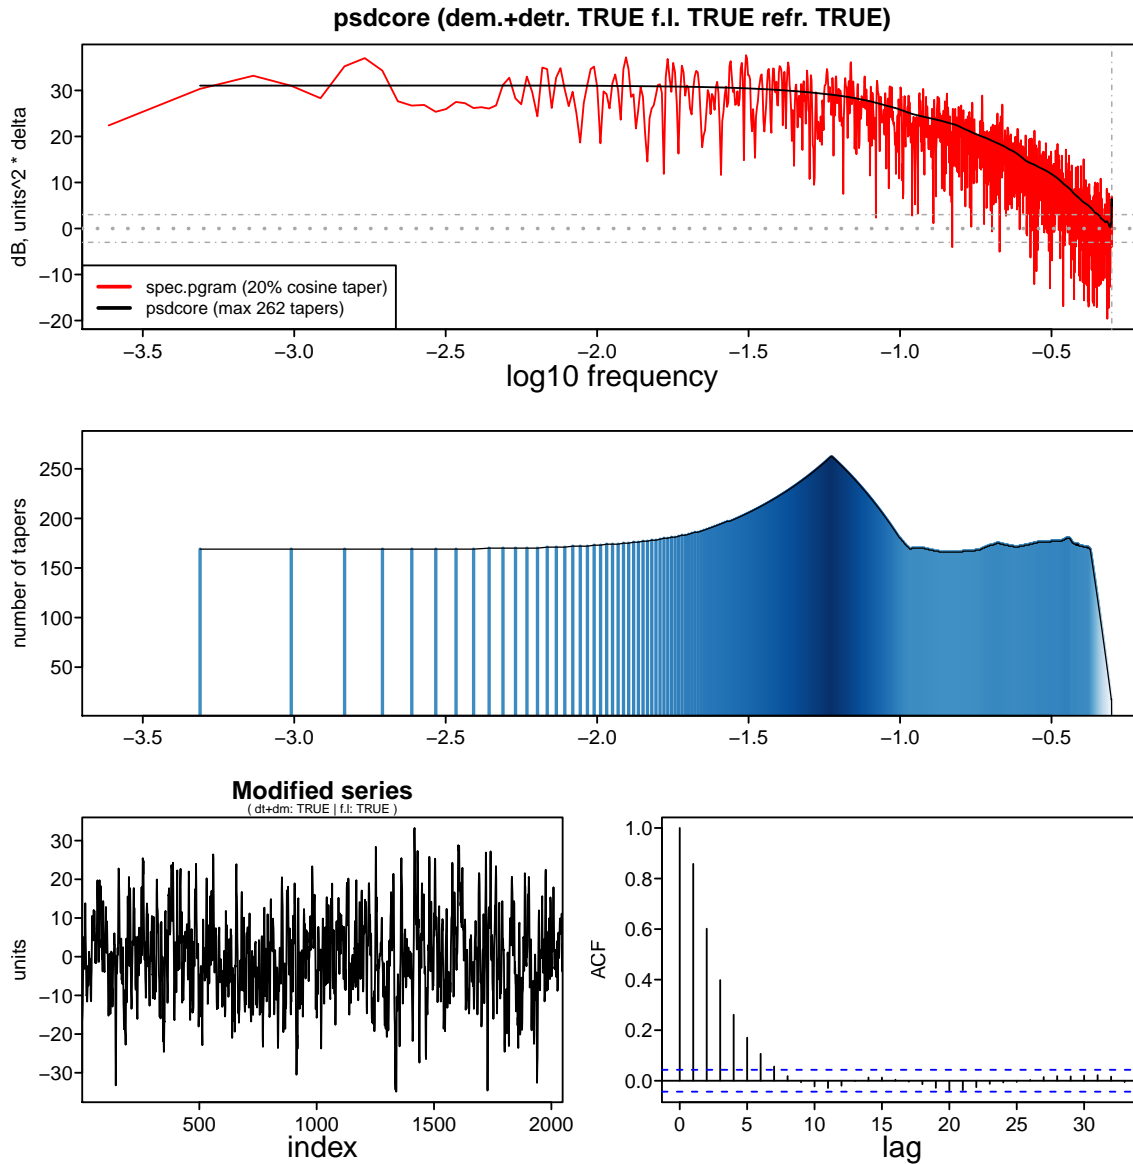 psdcore (dem.+detr. TRUE f.l. TRUE refr. TRUE)
dB, units^2 * delta
30
20
10
0
−10
−20
spec.pgram (20% cosine taper)
psdcore (max 262 tapers)
−3.5 −3.0 −2.5 −2.0 −1.5 −1.0 −0.5
log10 frequency
number of tapers
250
200
150
100
50
−3.5 −3.0 −2.5 −2.0 −1.5 −1.0 −0.5
Modified series
( dt+dm: TRUE | f.l: TRUE )
units
30
20
10
0
−10
−20
−30
500 1000 1500 2000
index
ACF
1.0
0.8
0.6
0.4
0.2
0.0
0 5 10 15 20 25 30
lag